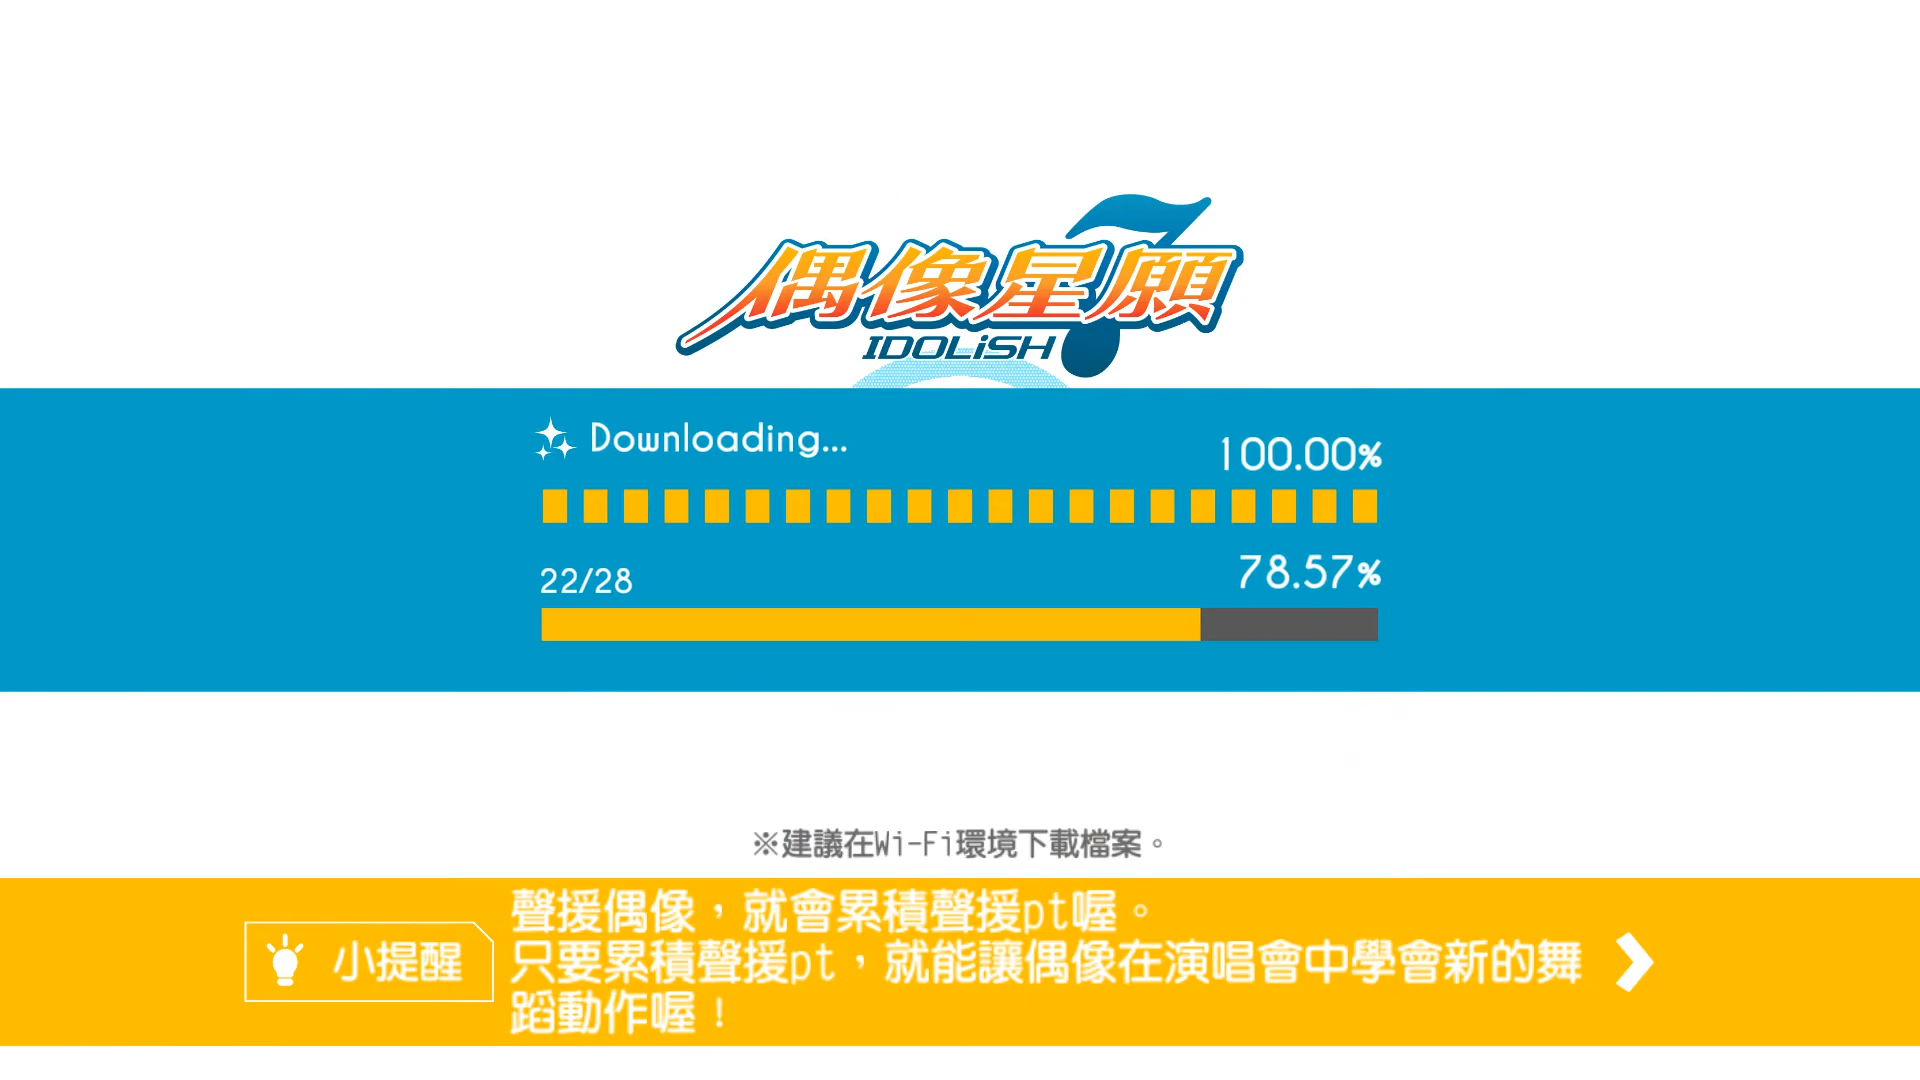 偶像星願
IDOLiSH7
Downloading...
100.00%
22/28
78.57%
※建議在Wi-Fi環境下載檔案。
小提醒
聲援偶像，就會累積聲援pt喔。
只要累積聲援pt，就能讓偶像在演唱會中學會新的舞
蹈動作喔！